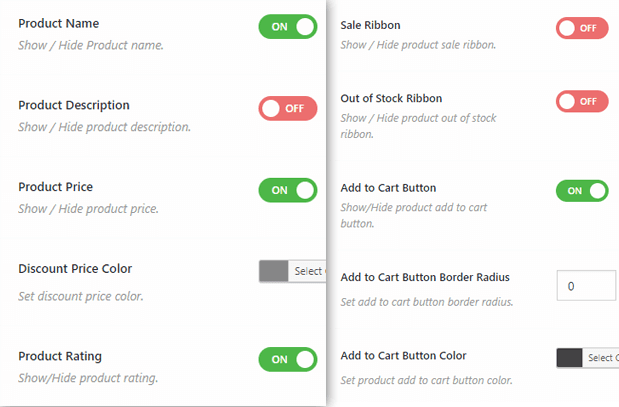 Product Name
ON
Show / Hide Product name.
Product Description
OFF
Show / Hide product description.
Product Price
ON
Show / Hide product price.
Discount Price Color
Select
Set discount price color.
Product Rating
ON
Show/Hide product rating.
Sale Ribbon
OFF
Show / Hide product sale ribbon.
Out of Stock Ribbon
OFF
Show / Hide product out of stock
ribbon.
Add to Cart Button
ON
Show/Hide product add to cart
button.
Add to Cart Button Border Radius
0
Set add to cart button border radius.
Add to Cart Button Color
Select
Set product add to cart button color.